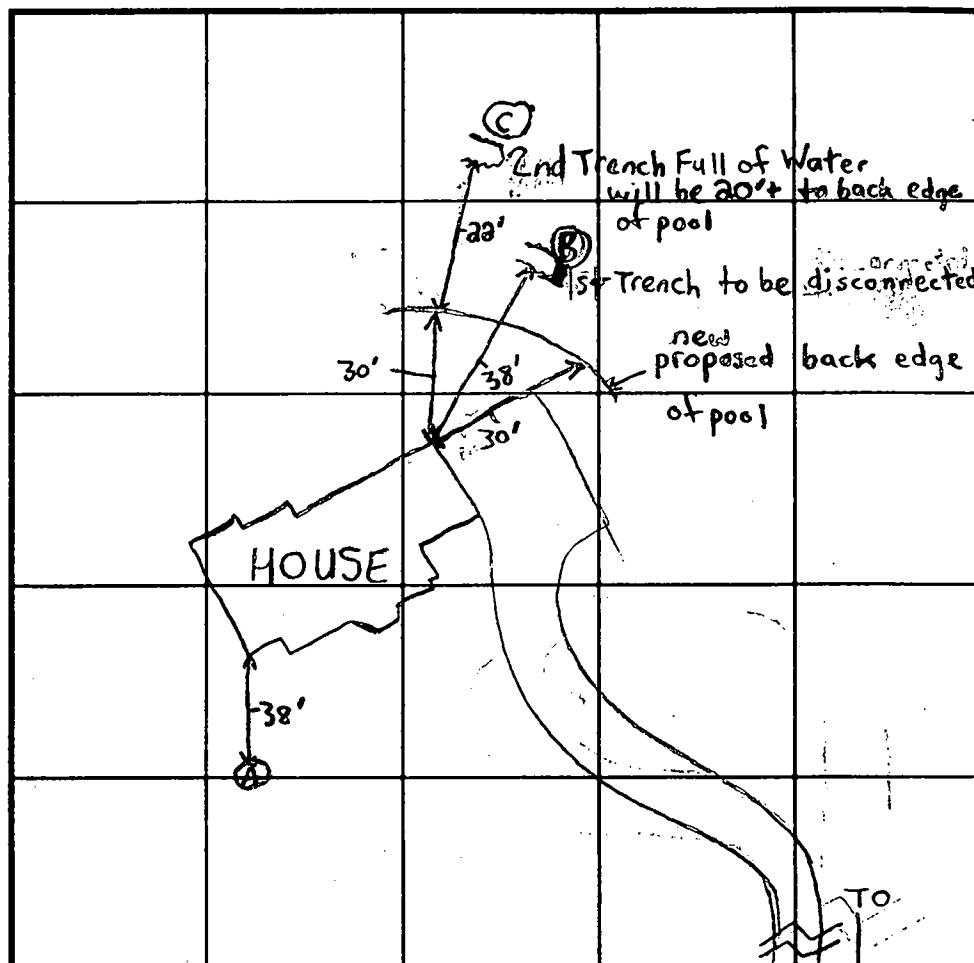 C
2nd Trench Full of Water
will be 20'+ to back edge
of pool
22'
B
1st Trench to be disconnected
new
proposed back edge
of pool
30'
38'
30'
HOUSE
38'
A
TO